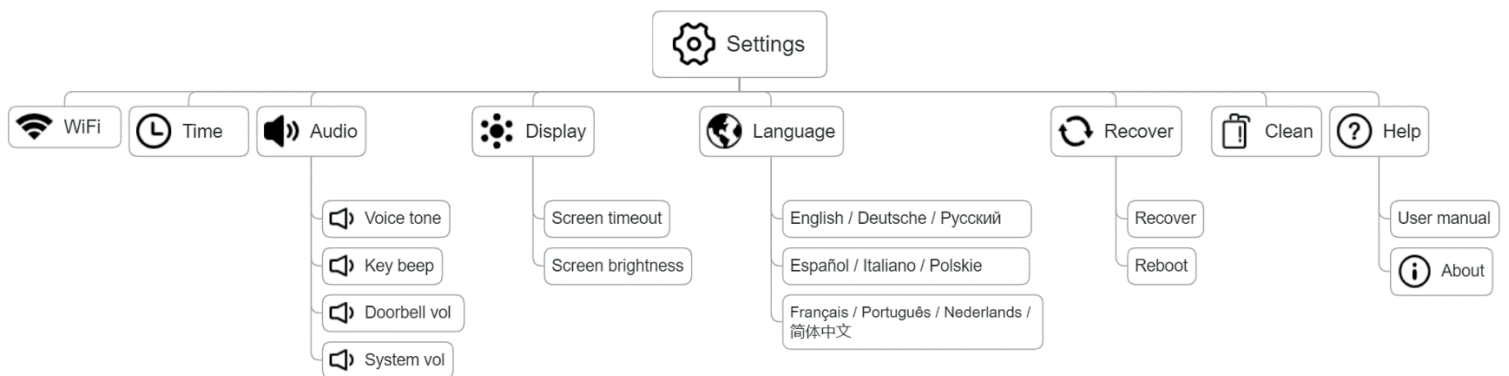 Settings
WiFi
Time
Audio
Display
Language
Recover
Clean
Help
Voice tone
Key beep
Doorbell vol
System vol
Screen timeout
Screen brightness
English / Deutsche / Русский
Español / Italiano / Polskie
Français / Português / Nederlands /
简体中文
Recover
Reboot
User manual
About